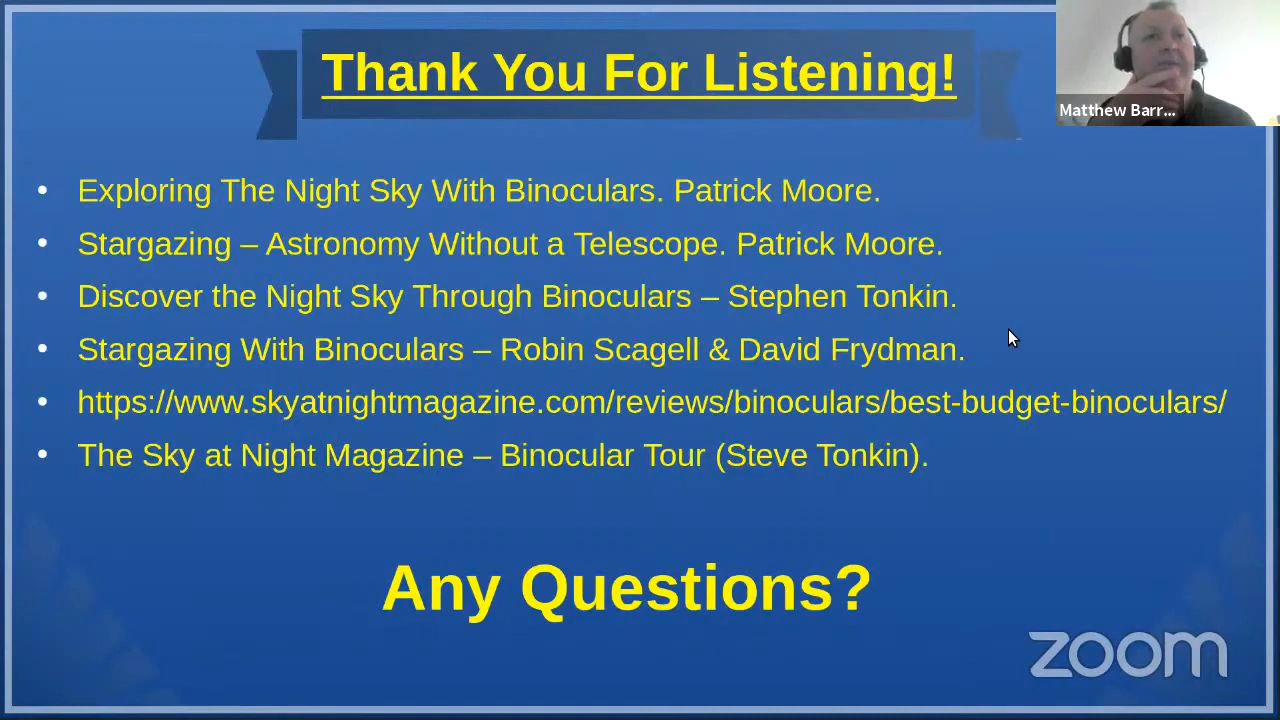 Thank You For Listening!
Matthew Barr...
• Exploring The Night Sky With Binoculars. Patrick Moore.
• Stargazing – Astronomy Without a Telescope. Patrick Moore.
• Discover the Night Sky Through Binoculars – Stephen Tonkin.
• Stargazing With Binoculars – Robin Scagell & David Frydman.
• https://www.skyatnightmagazine.com/reviews/binoculars/best-budget-binoculars/
• The Sky at Night Magazine – Binocular Tour (Steve Tonkin).
Any Questions?
zoom